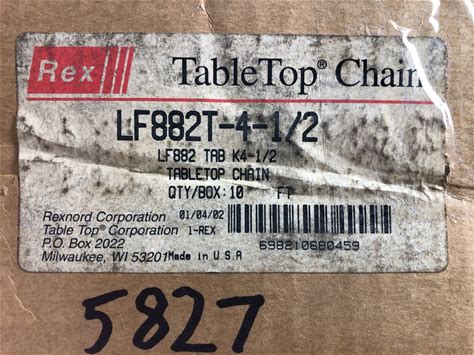 Rex
TableTop® Chain
LF882T-4-1/2
LF882 TAB K4-1/2
TABLETOP CHAIN
QTY/BOX: 10 FT
Rexnord Corporation 01/04/02
Table Top® Corporation 1-REX
P.O. Box 2022
Milwaukee, WI 53201 Made in U.S.A
698210680459
5827